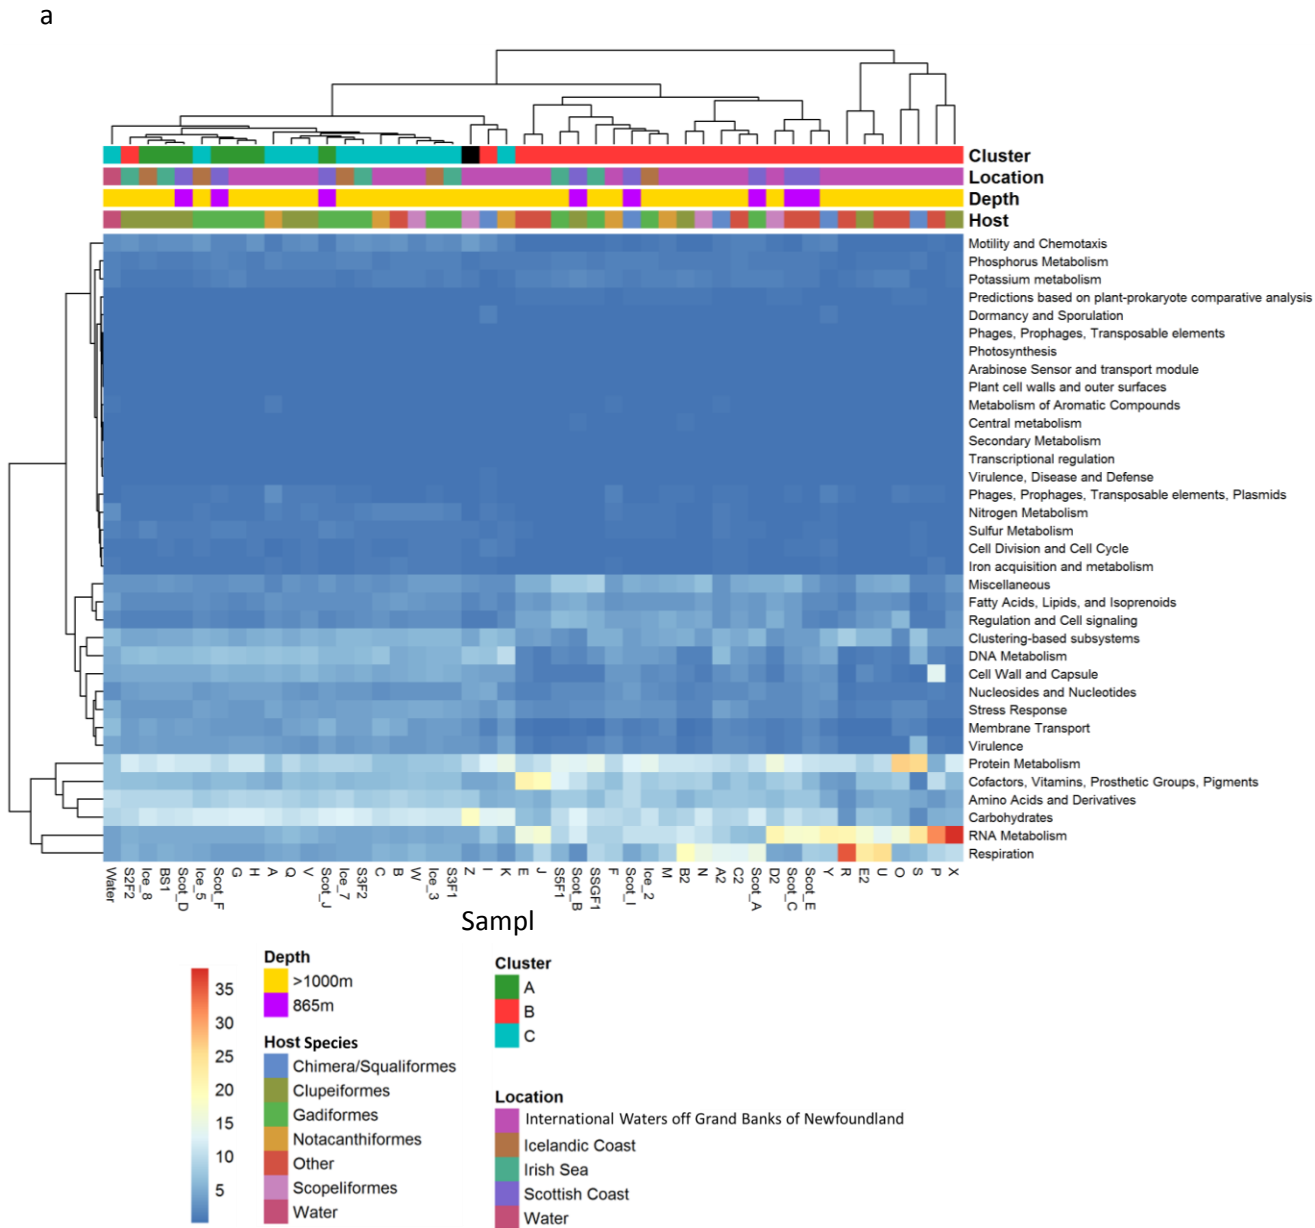 a
Cluster
Location
Depth
Host
Motility and Chemotaxis
Phosphorus Metabolism
Potassium metabolism
Predictions based on plant-prokaryote comparative analysis
Dormancy and Sporulation
Phages, Prophages, Transposable elements
Photosynthesis
Arabinose Sensor and transport module
Plant cell walls and outer surfaces
Metabolism of Aromatic Compounds
Central metabolism
Secondary Metabolism
Transcriptional regulation
Virulence, Disease and Defense
Phages, Prophages, Transposable elements, Plasmids
Nitrogen Metabolism
Sulfur Metabolism
Cell Division and Cell Cycle
Iron acquisition and metabolism
Miscellaneous
Fatty Acids, Lipids, and Isoprenoids
Regulation and Cell signaling
Clustering-based subsystems
DNA Metabolism
Cell Wall and Capsule
Nucleosides and Nucleotides
Stress Response
Membrane Transport
Virulence
Protein Metabolism
Cofactors, Vitamins, Prosthetic Groups, Pigments
Amino Acids and Derivatives
Carbohydrates
RNA Metabolism
Respiration
Water
S2F2
Ice_8
BS1
Scot_D
Ice_5
Scot_F
G
H
A
Q
V
Scot_J
Ice_7
S3F2
C
B
W
Ice_3
S3F1
Z
I
K
E
J
S5F1
Scot_B
SSGF1
F
Scot_I
Ice_2
M
B2
N
A2
C2
Scot_A
D2
Scot_C
Scot_E
Y
R
E2
U
O
S
P
X
Sampl
35
30
25
20
15
10
5
Depth
>1000m
865m
Host Species
Chimera/Squaliformes
Clupeiformes
Gadiformes
Notacanthiformes
Other
Scopeliformes
Water
Cluster
A
B
C
Location
International Waters off Grand Banks of Newfoundland
Icelandic Coast
Irish Sea
Scottish Coast
Water